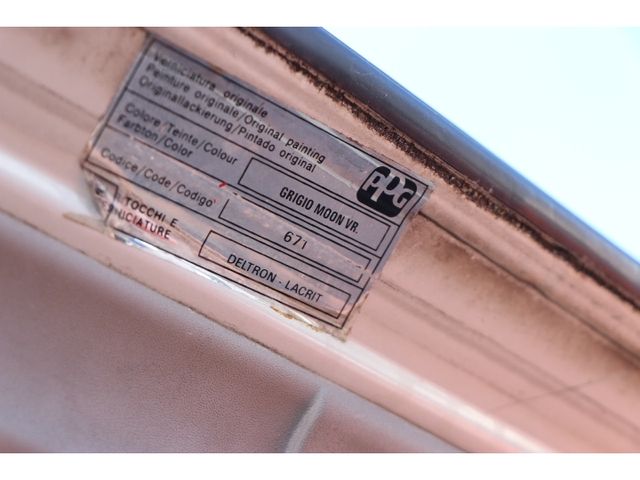 Verniciatura originale
Peinture originale/Original painting
Originallackierung/Pintado original
PPG
Colore/Teinte/Colour
Farbton/Color
GRIGIO MOON VR.
Codice/Code/Codigo
671
TOCCHI E
NICIATURE
DELTRON - LACRIT